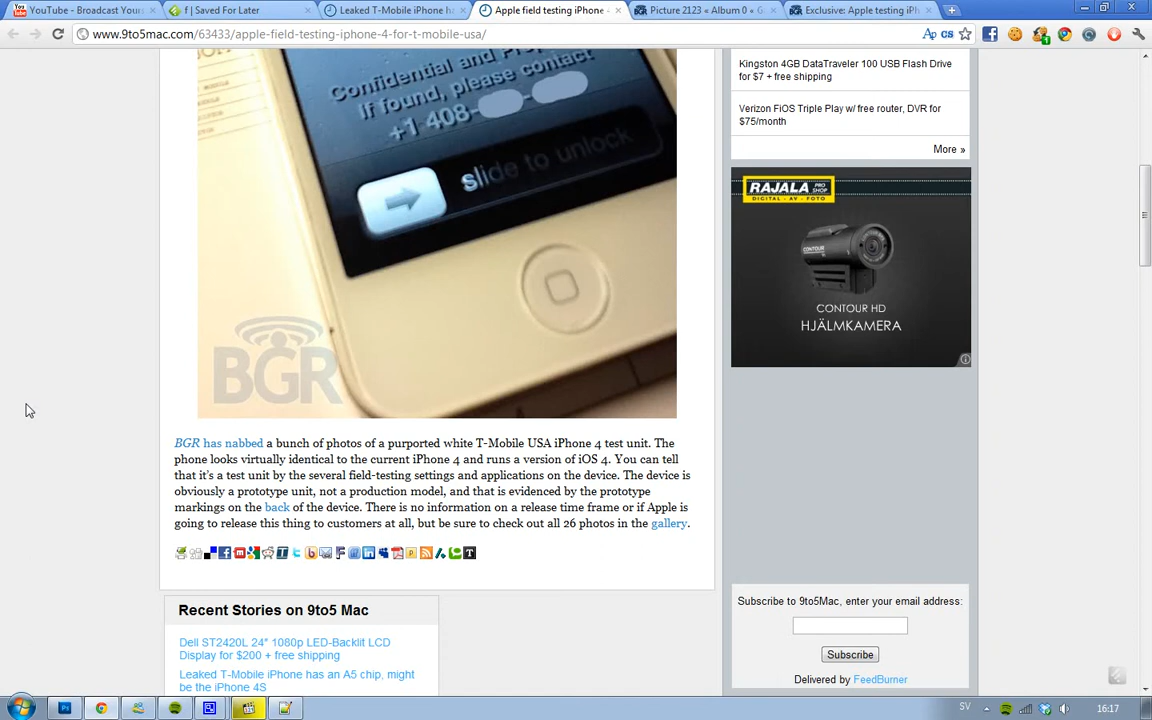 YouTube - Broadcast Yours
f | Saved For Later
Leaked T-Mobile iPhone h
Apple field testing iPhone
Picture 2123 « Album 0 « G
Exclusive: Apple testing iPh
www.9to5mac.com/63433/apple-field-testing-iphone-4-for-t-mobile-usa/
Confidential and
If found, please contact
+1 408-
slide to unlock
BGR
BGR has nabbed a bunch of photos of a purported white T-Mobile USA iPhone 4 test unit. The
phone looks virtually identical to the current iPhone 4 and runs a version of iOS 4. You can tell
that it's a test unit by the several field-testing settings and applications on the device. The device is
obviously a prototype unit, not a production model, and that is evidenced by the prototype
markings on the back of the device. There is no information on a release time frame or if Apple is
going to release this thing to customers at all, but be sure to check out all 26 photos in the gallery.
Recent Stories on 9to5 Mac
Dell ST2420L 24" 1080p LED-Backlit LCD
Display for $200 + free shipping
Leaked T-Mobile iPhone has an A5 chip, might
be the iPhone 4S
Kingston 4GB DataTraveler 100 USB Flash Drive
for $7 + free shipping
Verizon FiOS Triple Play w/ free router, DVR for
$75/month
More »
RAJALA PRO SHOP
DIGITAL - AV - FOTO
CONTOUR
CONTOUR HD
HJÄLMKAMERA
Subscribe to 9to5Mac, enter your email address:
Subscribe
Delivered by FeedBurner
SV
16:17